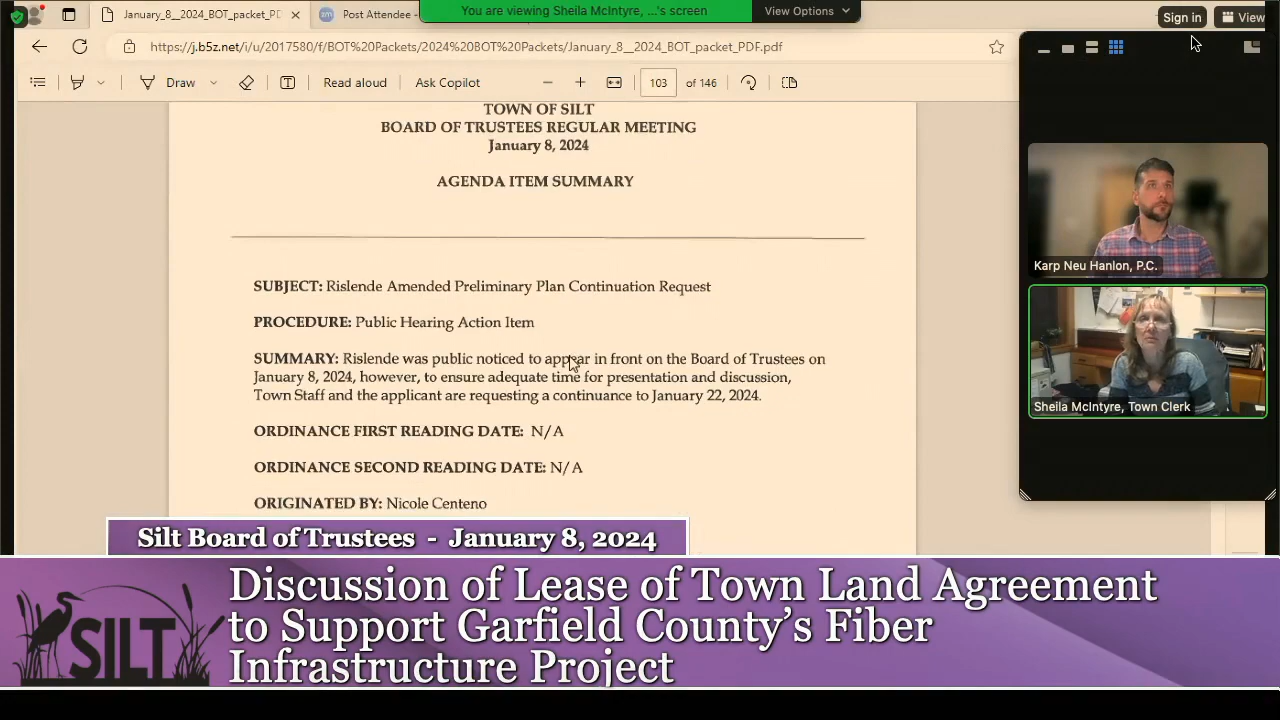 January_8__2024_BOT_packet_PD
Post Attendee -
You are viewing Sheila McIntyre, ...'s screen
View Options
Sign in
View
https://j.b5z.net/i/u/2017580/f/BOT%20Packets/2024%20BOT%20Packets/January_8__2024_BOT_packet_PDF.pdf
Draw
Read aloud
Ask Copilot
103 of 146
TOWN OF SILT
BOARD OF TRUSTEES REGULAR MEETING
January 8, 2024
AGENDA ITEM SUMMARY
SUBJECT: Rislende Amended Preliminary Plan Continuation Request
PROCEDURE: Public Hearing Action Item
SUMMARY: Rislende was public noticed to appear in front on the Board of Trustees on
January 8, 2024, however, to ensure adequate time for presentation and discussion,
Town Staff and the applicant are requesting a continuance to January 22, 2024.
ORDINANCE FIRST READING DATE: N/A
ORDINANCE SECOND READING DATE: N/A
ORIGINATED BY: Nicole Centeno
Karp Neu Hanlon, P.C.
Sheila McIntyre, Town Clerk
Silt Board of Trustees - January 8, 2024
SILT
Discussion of Lease of Town Land Agreement
to Support Garfield County's Fiber
Infrastructure Project